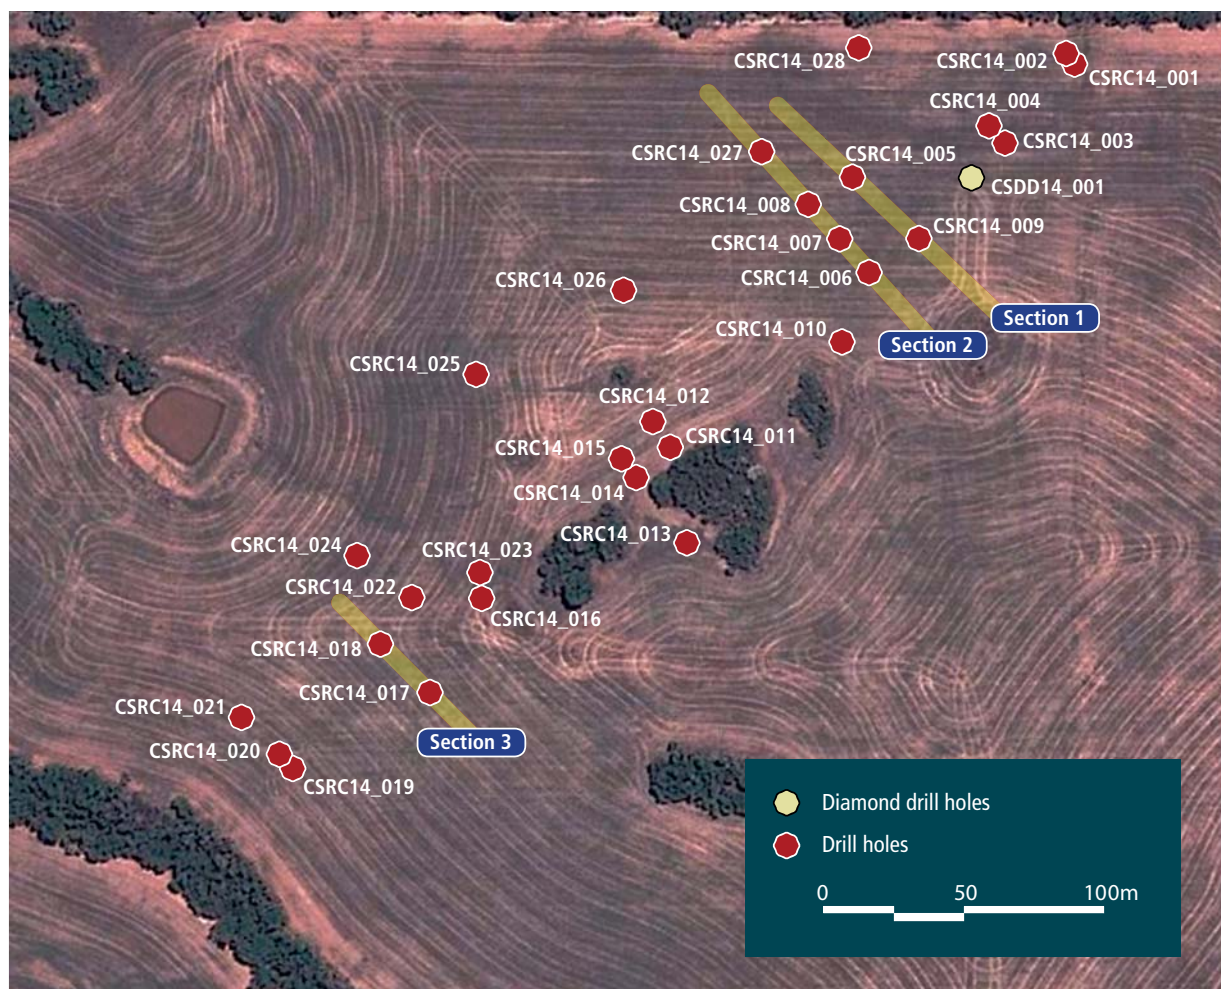 CSRC14_028
CSRC14_002
CSRC14_001
CSRC14_004
CSRC14_003
CSRC14_027
CSRC14_005
CSDD14_001
CSRC14_008
CSRC14_009
CSRC14_007
CSRC14_006
CSRC14_026
Section 1
CSRC14_010
Section 2
CSRC14_025
CSRC14_012
CSRC14_011
CSRC14_015
CSRC14_014
CSRC14_013
CSRC14_024
CSRC14_023
CSRC14_022
CSRC14_016
CSRC14_018
CSRC14_017
CSRC14_021
Section 3
CSRC14_020
CSRC14_019
Diamond drill holes
Drill holes
0 50 100m